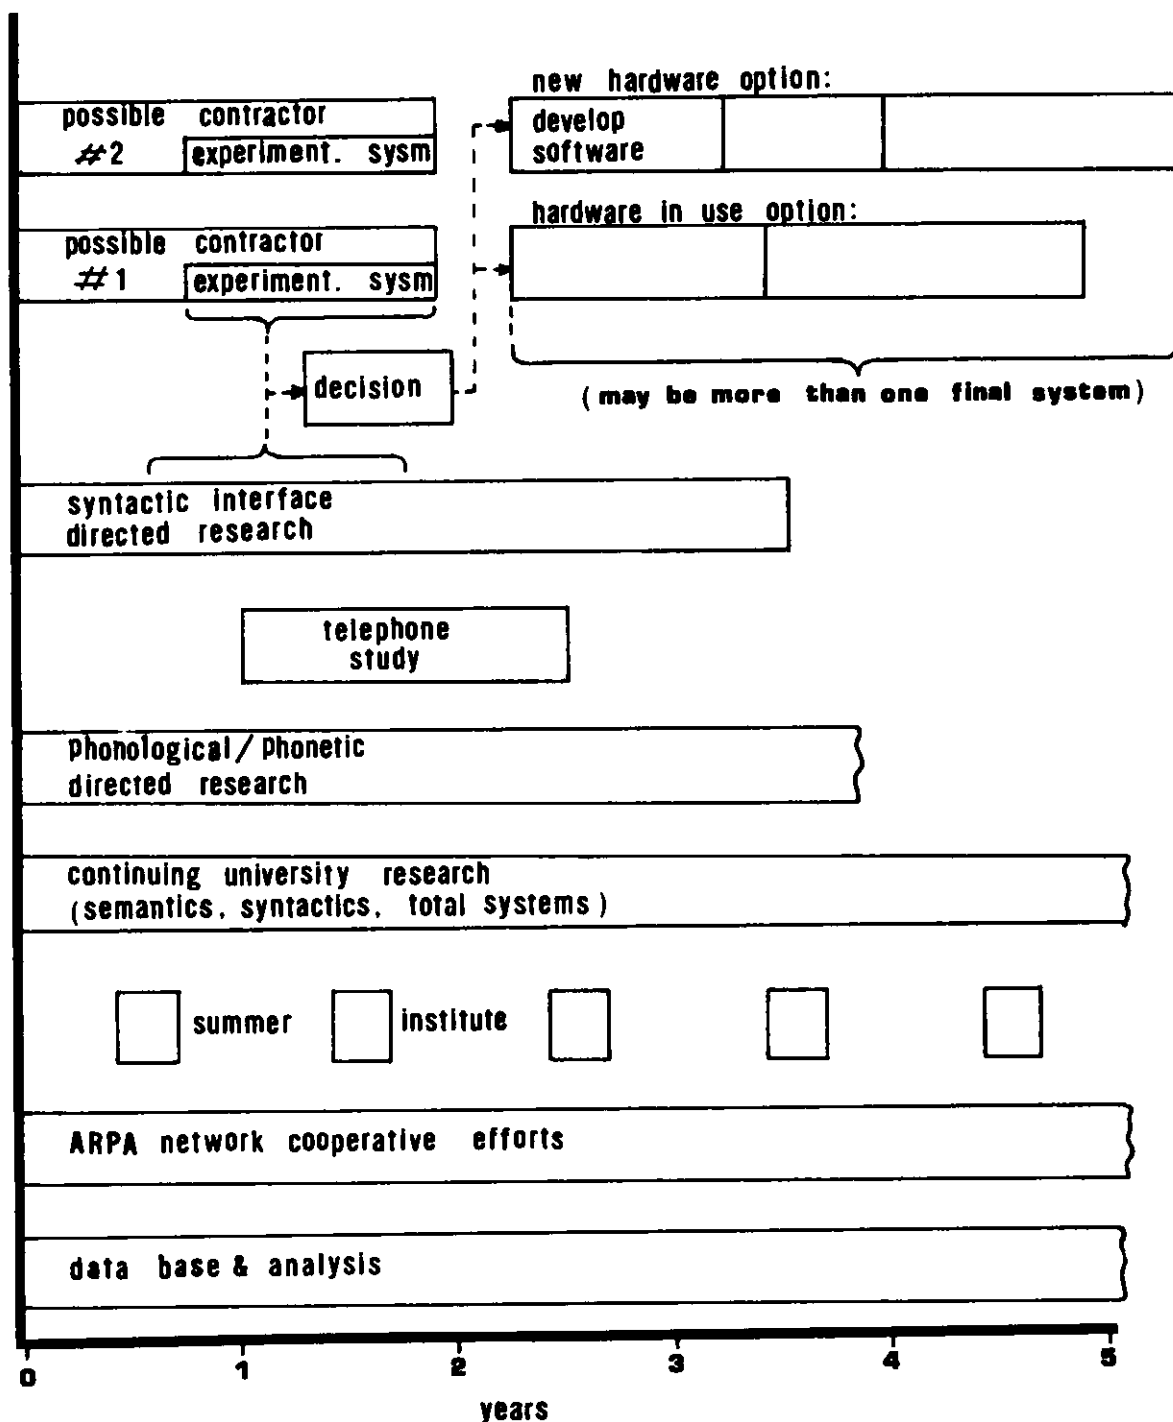 new hardware option:
possible contractor
#2
experiment. sysm
develop
software
hardware in use option:
possible contractor
#1
experiment. sysm
decision
(may be more than one final system)
syntactic interface
directed research
telephone
study
Phonological/Phonetic
directed research
continuing university research
(semantics, syntactics, total systems)
summer institute
ARPA network cooperative efforts
data base & analysis
0 1 2 3 4 5
years